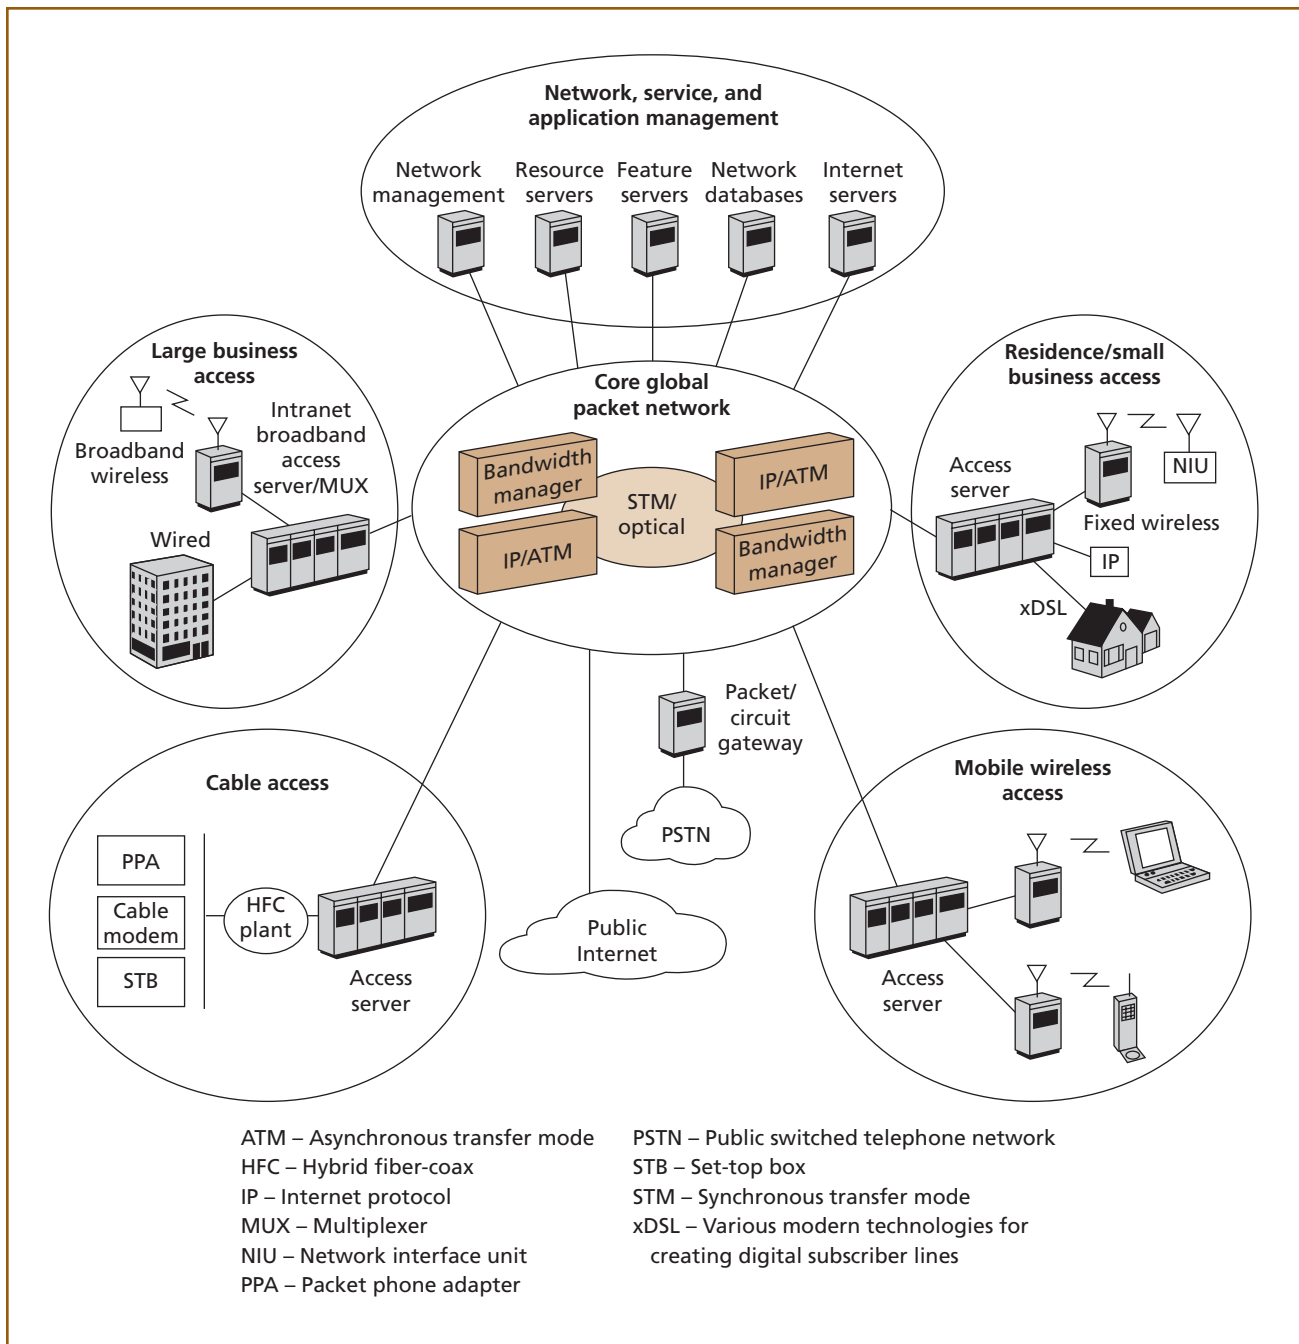 Network, service, and
application management
Network
management
Resource
servers
Feature
servers
Network
databases
Internet
servers
Large business
access
Broadband
wireless
Intranet
broadband
access
server/MUX
Wired
Core global
packet network
Bandwidth
manager
IP/ATM
STM/
optical
IP/ATM
Bandwidth
manager
Residence/small
business access
Access
server
NIU
Fixed wireless
IP
xDSL
Packet/
circuit
gateway
PSTN
Public
Internet
Cable access
PPA
Cable
modem
STB
HFC
plant
Access
server
Mobile wireless
access
Access
server
ATM – Asynchronous transfer mode
HFC – Hybrid fiber-coax
IP – Internet protocol
MUX – Multiplexer
NIU – Network interface unit
PPA – Packet phone adapter
PSTN – Public switched telephone network
STB – Set-top box
STM – Synchronous transfer mode
xDSL – Various modern technologies for
creating digital subscriber lines